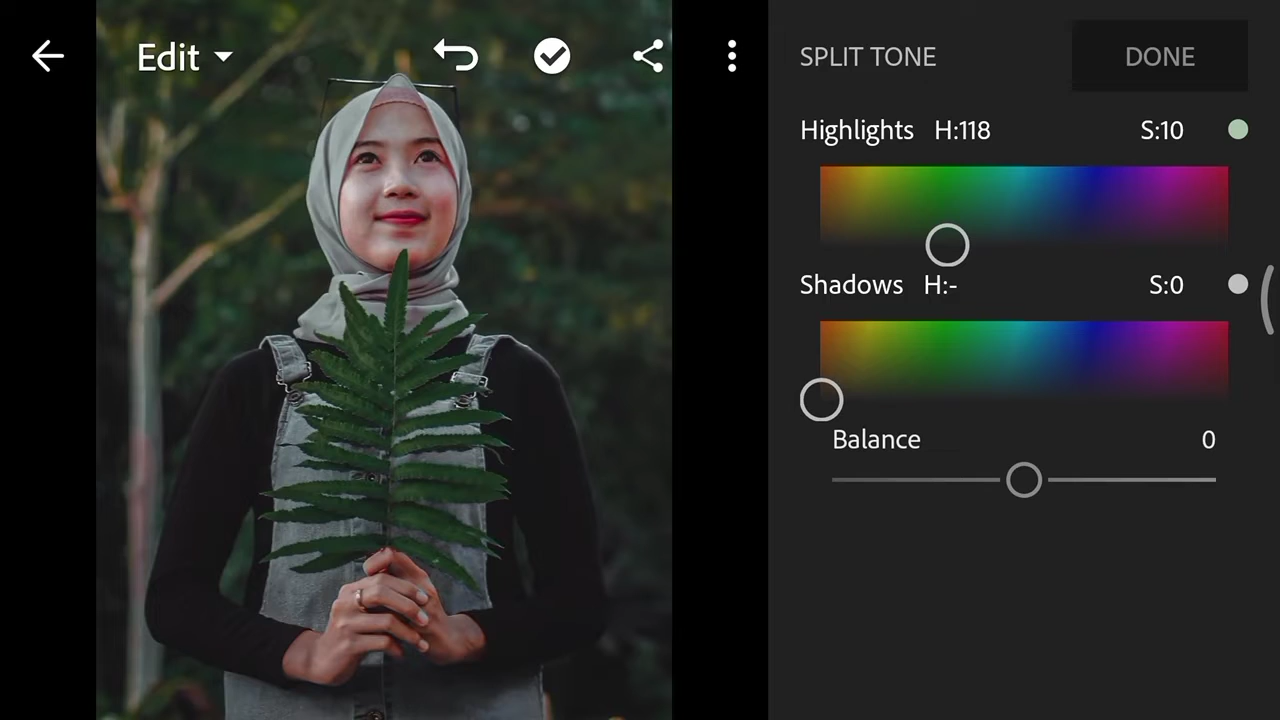 Edit
SPLIT TONE
DONE
Highlights H:118 S:10
Shadows H:- S:0
Balance 0